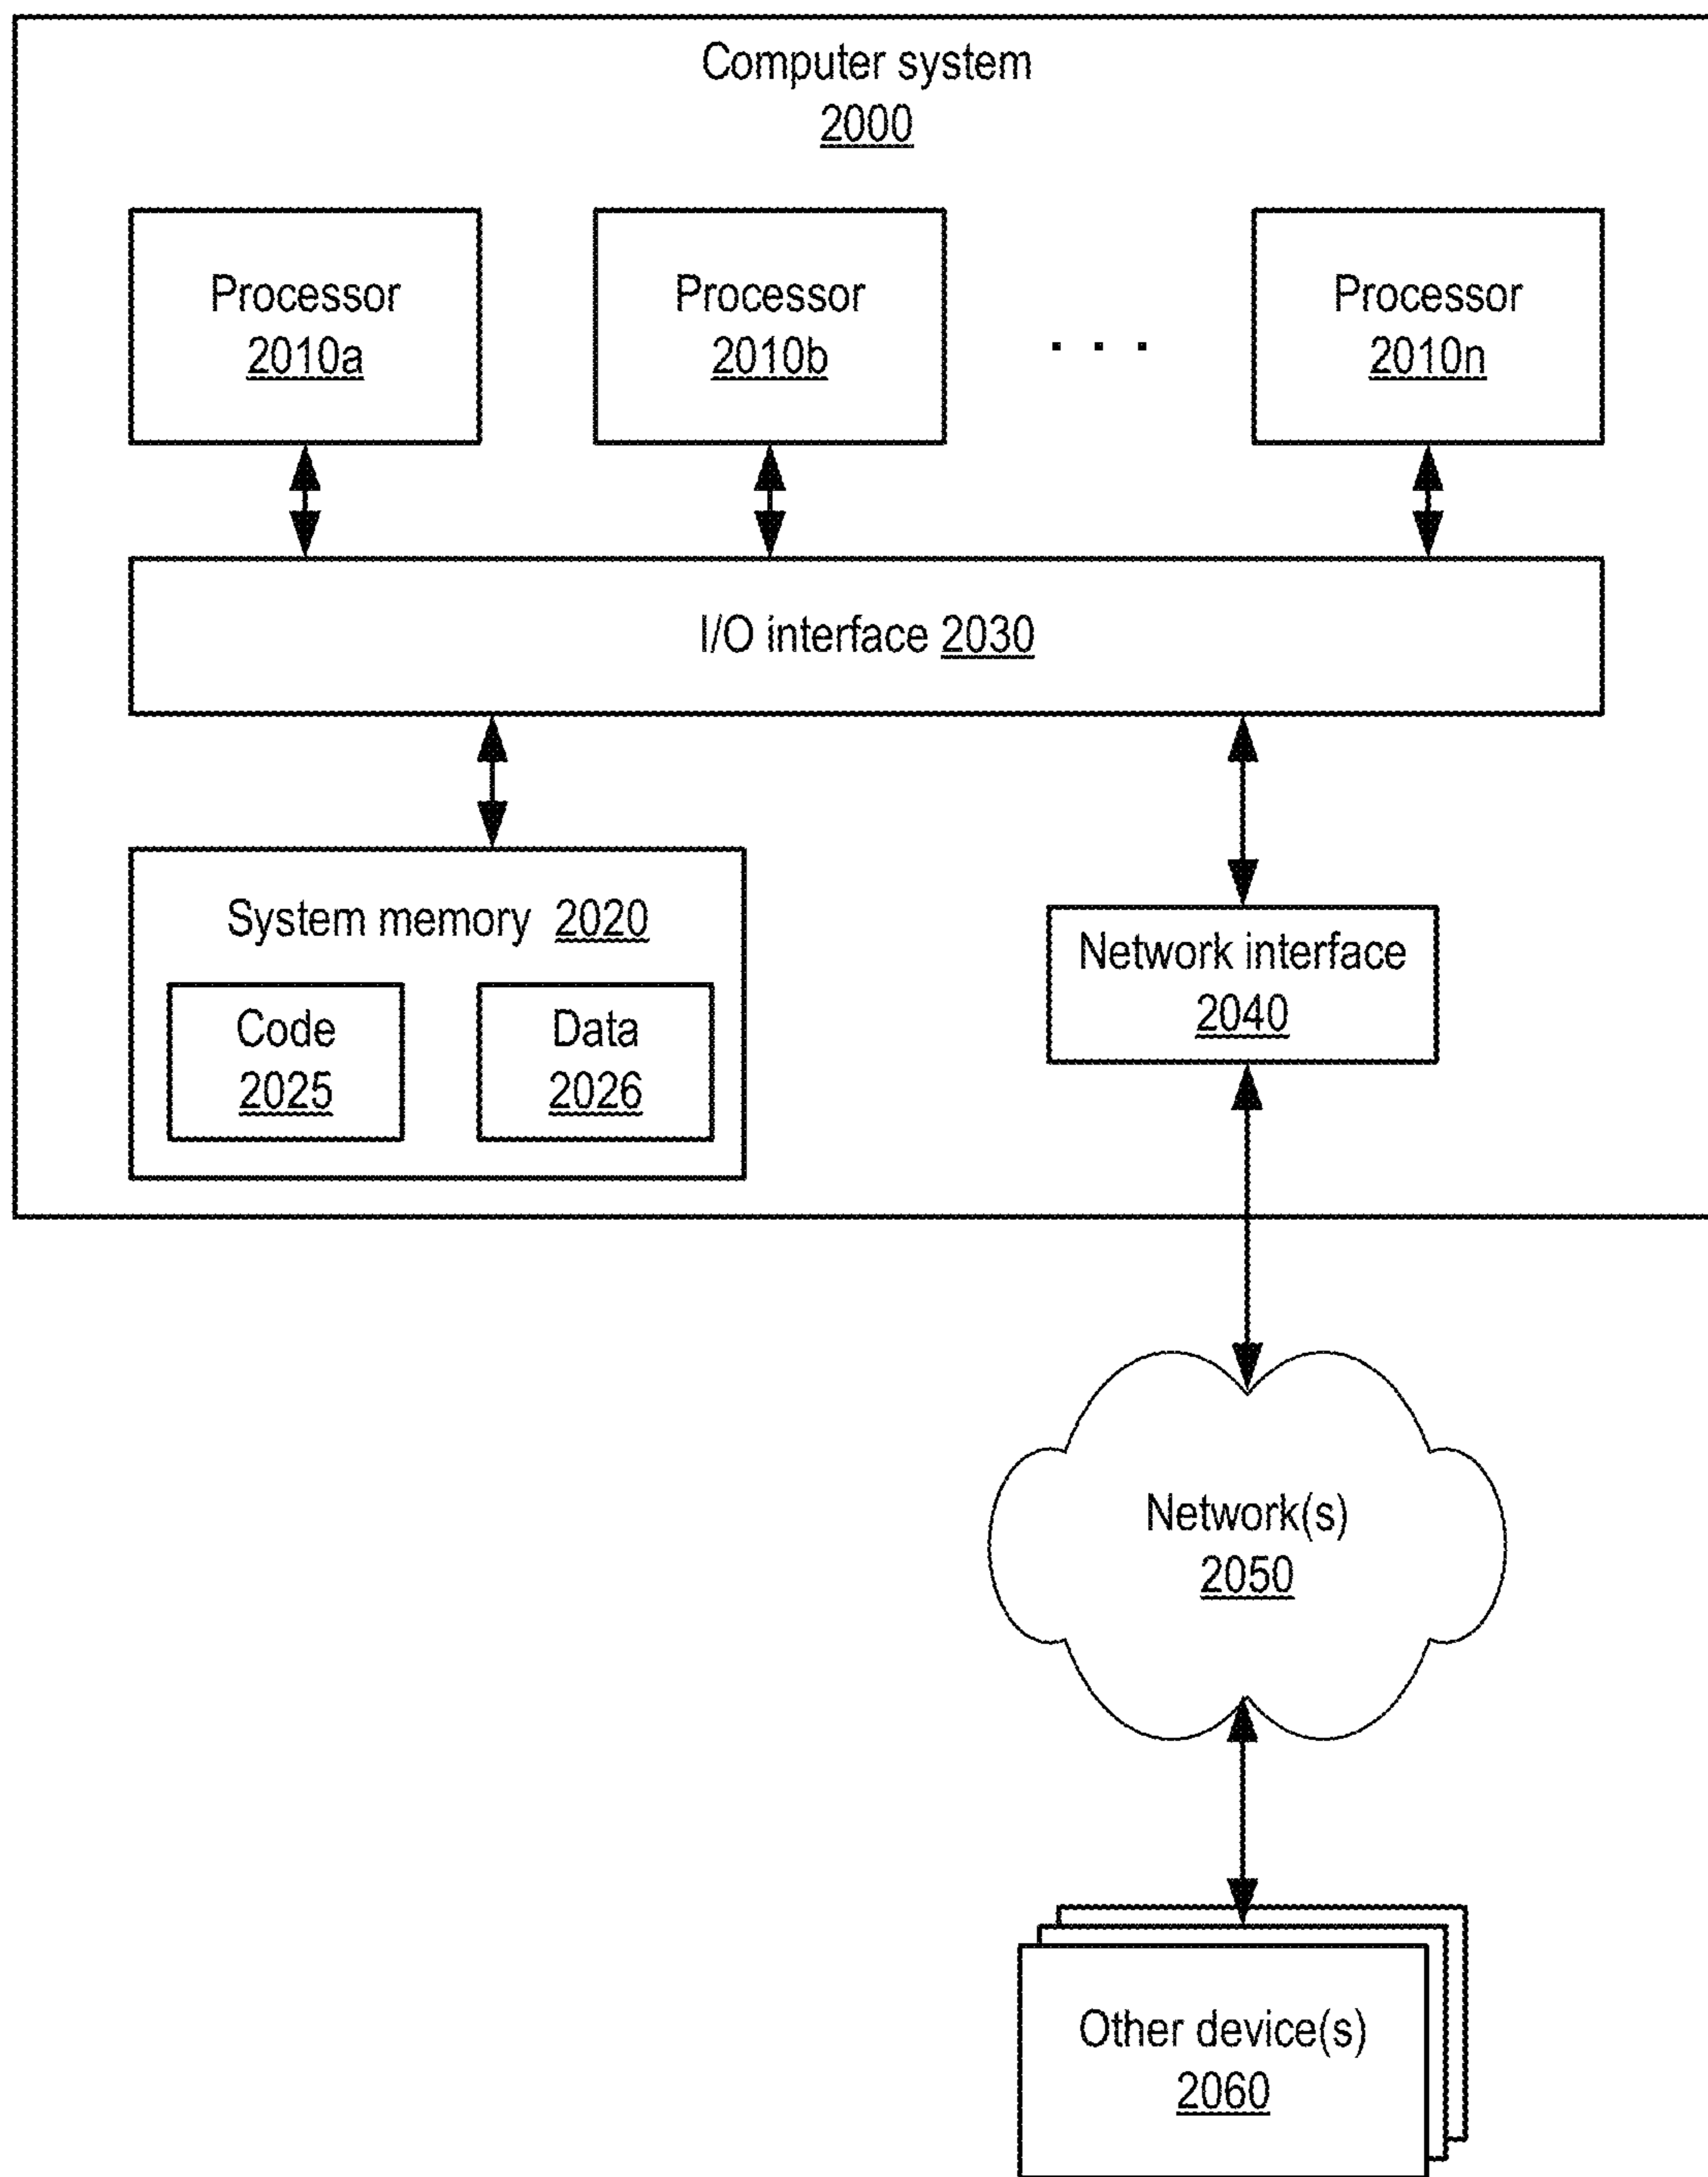 Computer system
2000
Processor
2010a
Processor
2010b
. . .
Processor
2010n
I/O interface 2030
System memory 2020
Code
2025
Data
2026
Network interface
2040
Network(s)
2050
Other device(s)
2060